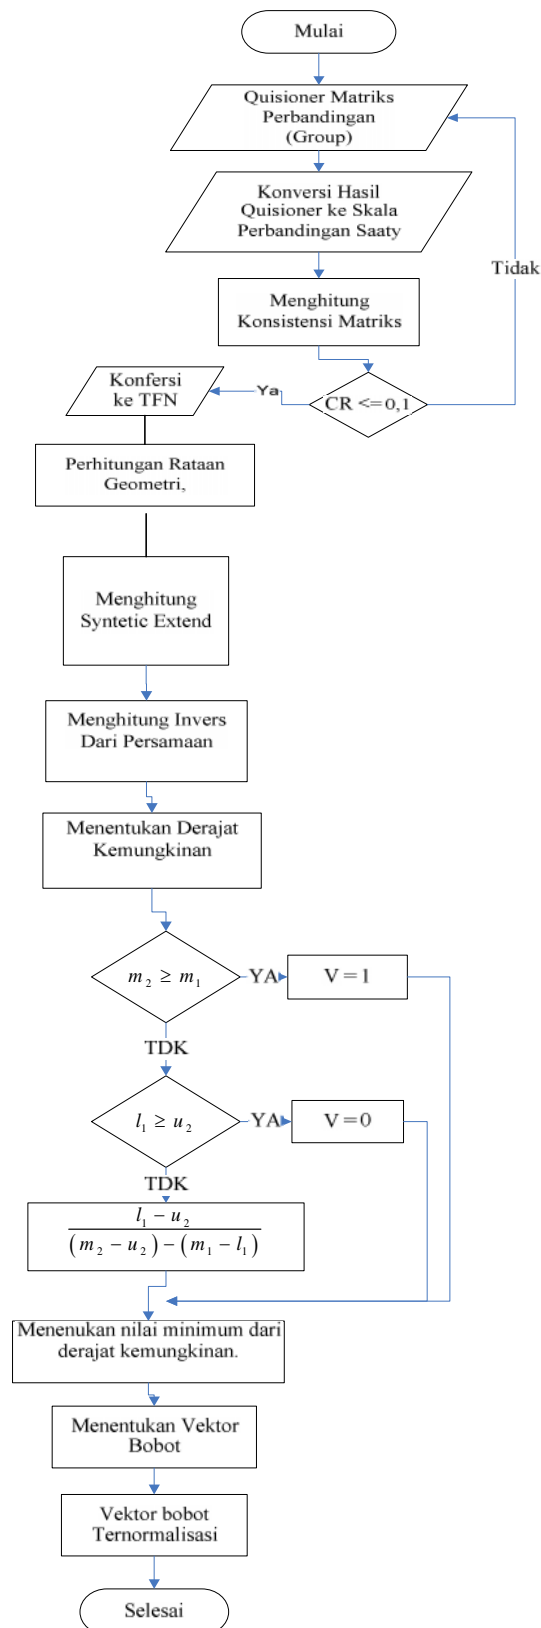 Mulai
Quisioner Matriks
Perbandingan
(Group)
Konversi Hasil
Quisioner ke Skala
Perbandingan Saaty
Tidak
Menghitung
Konsistensi Matriks
Konfersi
ke TFN
Ya
CR <= 0,1
Perhitungan Rataan
Geometri,
Menghitung
Syntetic Extend
Menghitung Invers
Dari Persamaan
Menentukan Derajat
Kemungkinan
m₂ ≥ m₁
YA
V = 1
TDK
l₁ ≥ u₂
YA
V = 0
TDK
l₁ − u₂
(m₂ − u₂) − (m₁ − l₁)
Menenukan nilai minimum dari
derajat kemungkinan.
Menentukan Vektor
Bobot
Vektor bobot
Ternormalisasi
Selesai